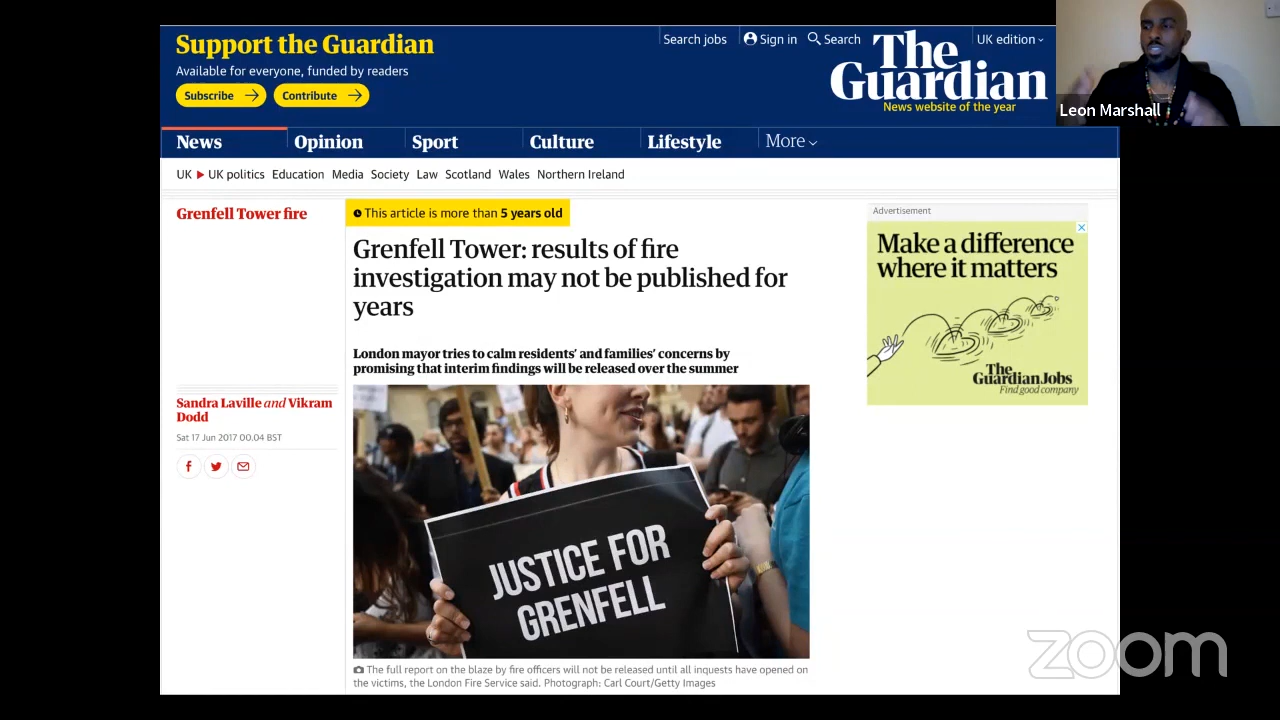 Support the Guardian
Available for everyone, funded by readers
Subscribe
Contribute
Search jobs
Sign in
Search
UK edition
The
Guardian
News website of the year
Leon Marshall
News
Opinion
Sport
Culture
Lifestyle
More
UK
UK politics
Education
Media
Society
Law
Scotland
Wales
Northern Ireland
Grenfell Tower fire
This article is more than 5 years old
Grenfell Tower: results of fire
investigation may not be published for
years
London mayor tries to calm residents’ and families’ concerns by
promising that interim findings will be released over the summer
Sandra Laville and Vikram
Dodd
Sat 17 Jun 2017 00.04 BST
JUSTICE FOR
GRENFELL
The full report on the blaze by fire officers will not be released until all inquests have opened on
the victims, the London Fire Service said. Photograph: Carl Court/Getty Images
Advertisement
Make a difference
where it matters
The
Guardian Jobs
Find good company
zoom